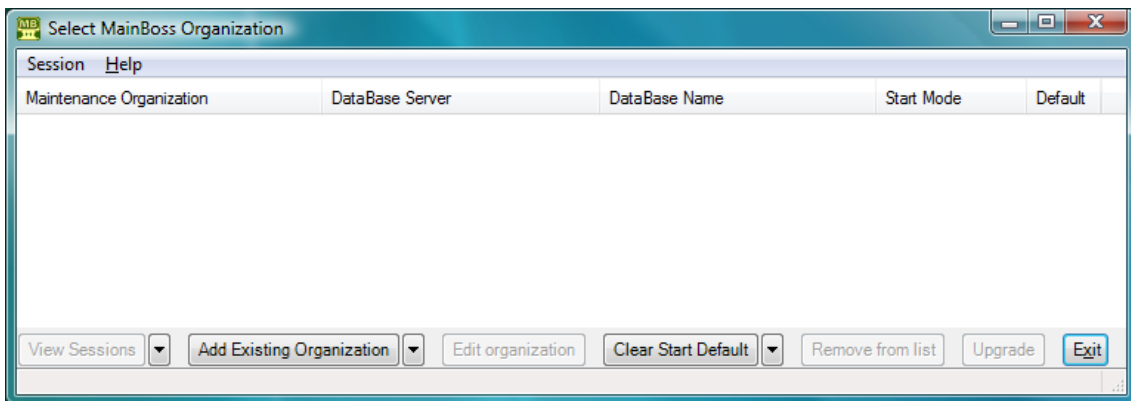 MB
Select MainBoss Organization
Session Help
Maintenance Organization DataBase Server DataBase Name Start Mode Default
View Sessions Add Existing Organization Edit organization Clear Start Default Remove from list Upgrade Exit